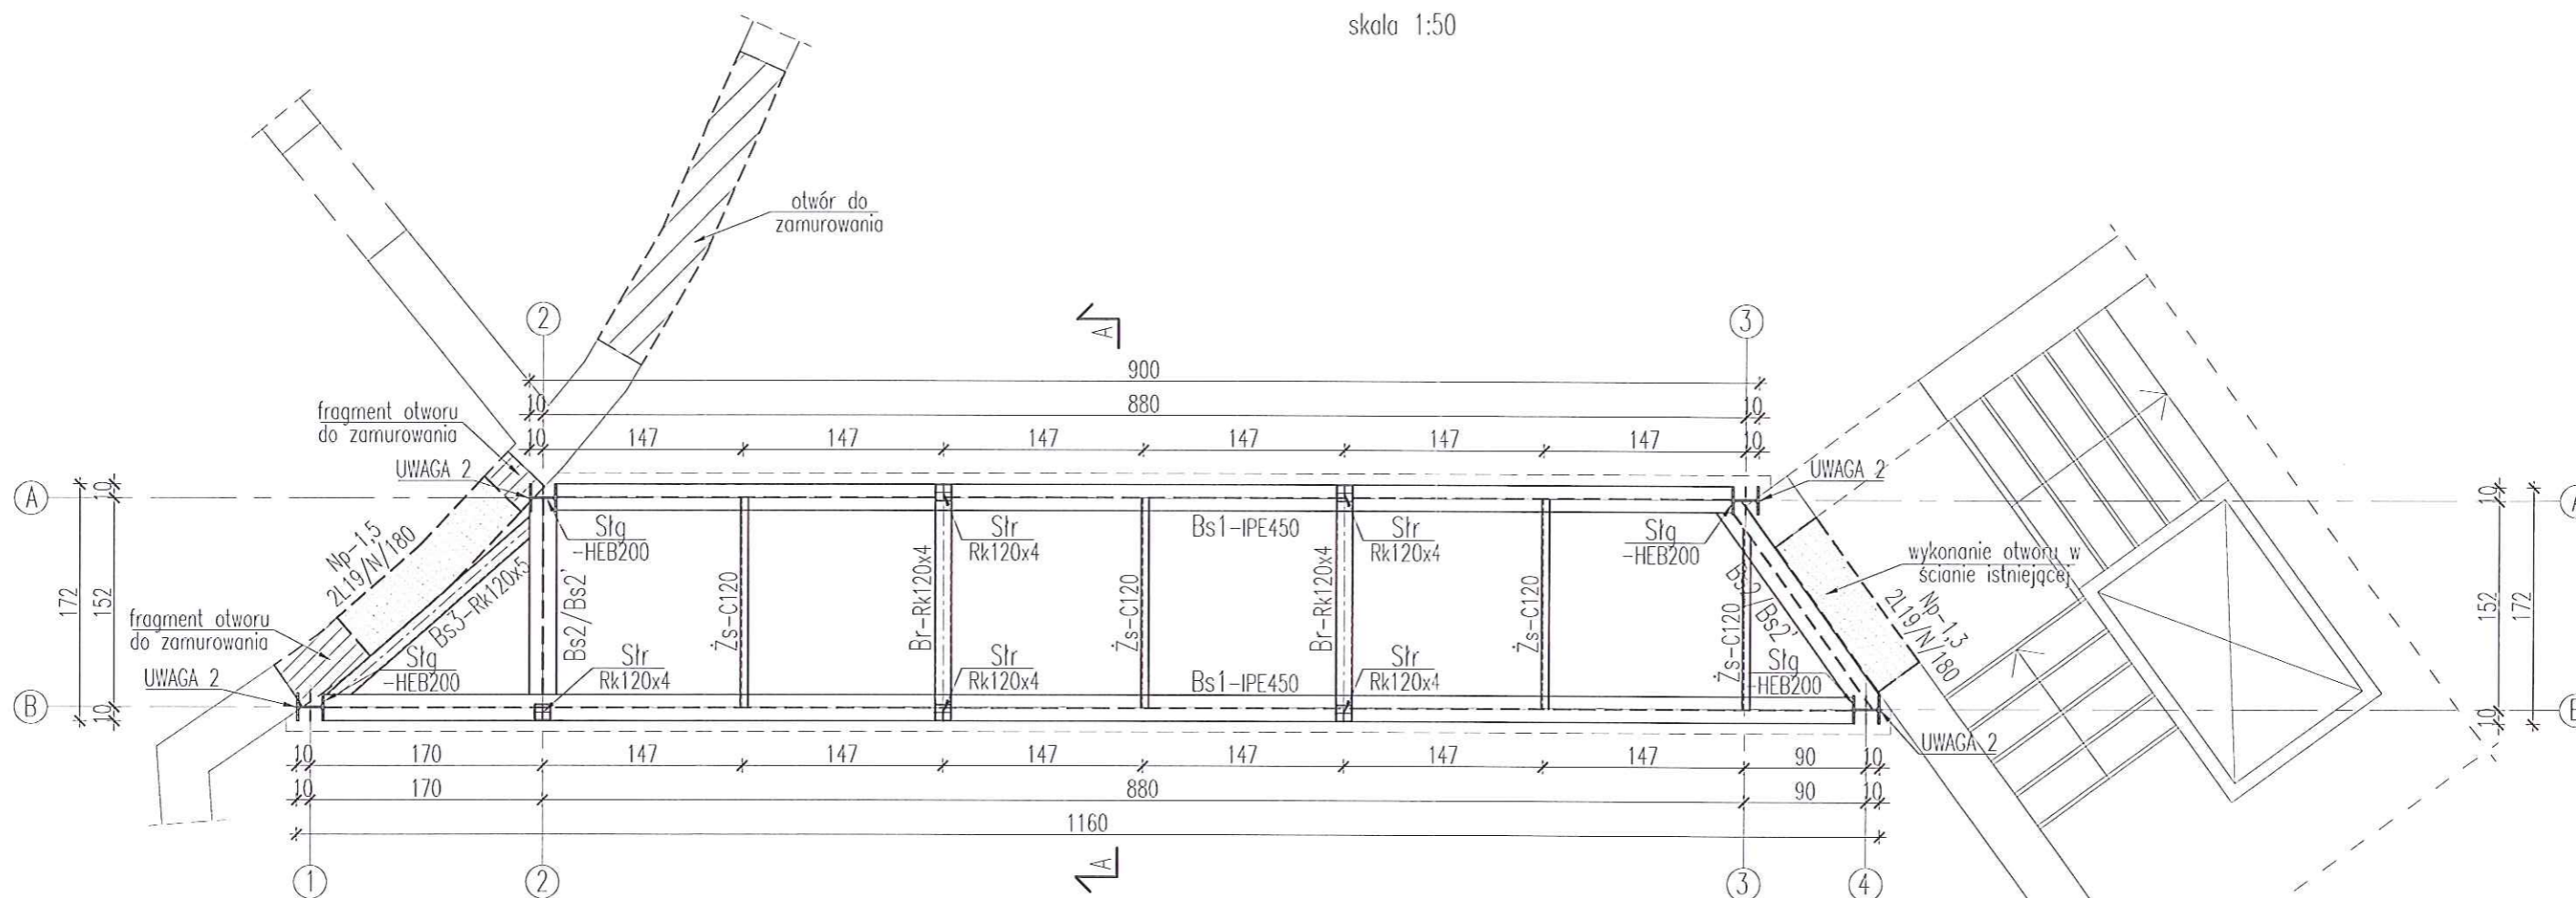 skala 1:50
otwór do
zamurowania
2
3
A
900
10
880
10
fragment otworu
do zamurowania
10
147
147
147
147
147
147
10
UWAGA 2
UWAGA 2
A
10
10
Stg
-HEB200
Str
Rk120x4
Bs1-IPE450
Str
Rk120x4
Stg
-HEB200
wykonanie otworu w
ścianie istniejącej
Np-1,5
2L19/N/180
Bs3-Rk120x5
Bs2/Bs2'
Żs-C120
Br-Rk120x4
Żs-C120
Br-Rk120x4
Żs-C120
Bs2/Bs2'
Żs-C120
Np-1,3
2L19/N/180
172
152
152
172
fragment otworu
do zamurowania
Stg
-HEB200
Str
Rk120x4
Str
Rk120x4
Bs1-IPE450
Str
Rk120x4
Stg
-HEB200
UWAGA 2
B
10
10
UWAGA 2
10
170
147
147
147
147
147
147
90
10
10
170
880
90
10
1160
A
1
2
3
4